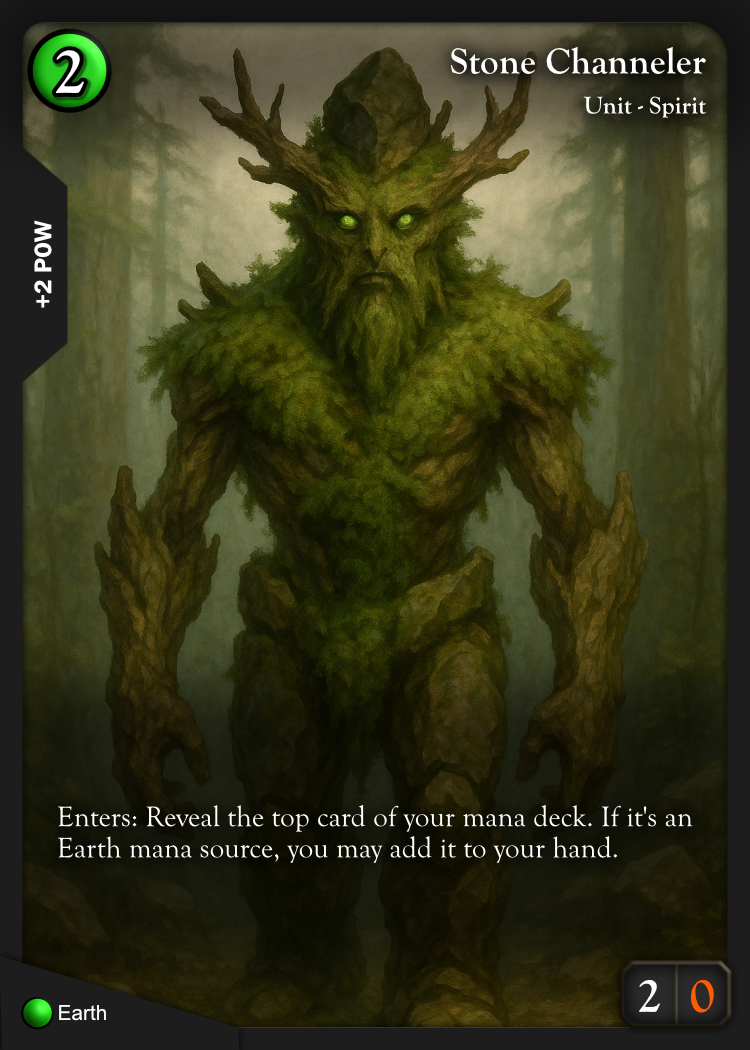 2
Stone Channeler
Unit - Spirit
+2 POW
Enters: Reveal the top card of your mana deck. If it's an
Earth mana source, you may add it to your hand.
Earth
2 0